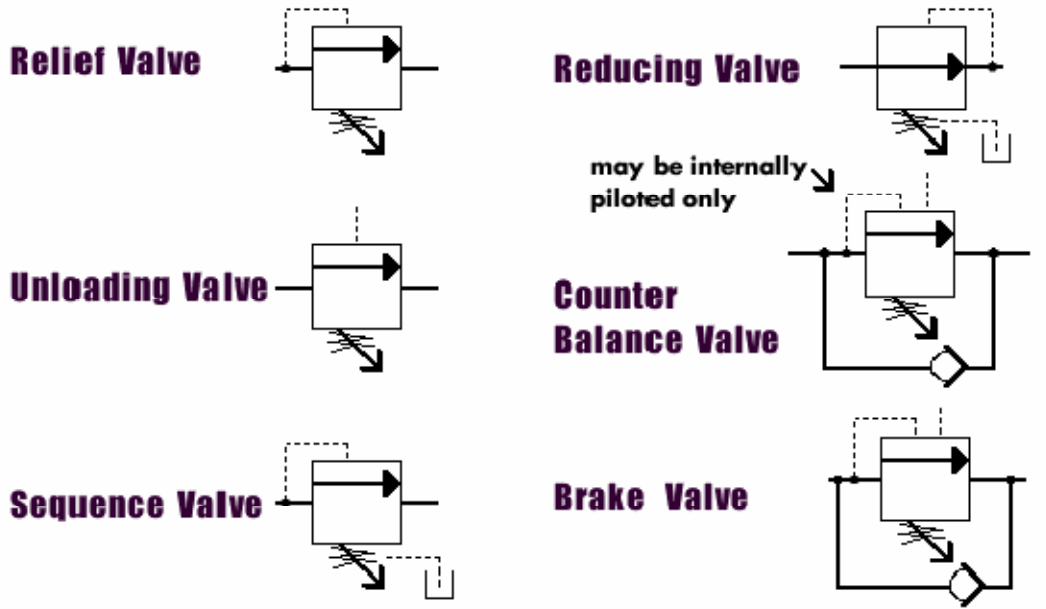 Relief Valve
Reducing Valve
may be internally
piloted only
Unloading Valve
Counter
Balance Valve
Sequence Valve
Brake Valve